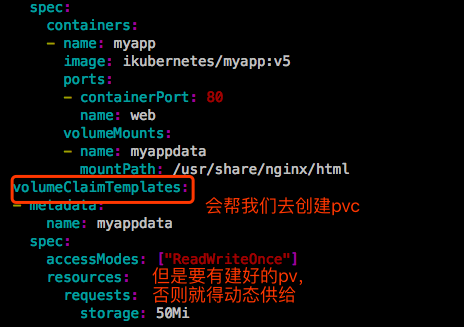 spec:
containers:
- name: myapp
image: ikubernetes/myapp:v5
ports:
- containerPort: 80
name: web
volumeMounts:
- name: myappdata
mountPath: /usr/share/nginx/html
volumeClaimTemplates:
- metadata: 会帮我们去创建pvc
name: myappdata
spec:
accessModes: ["ReadWriteOnce"]
resources: 但是要有建好的pv，
requests: 否则就得动态供给
storage: 50Mi